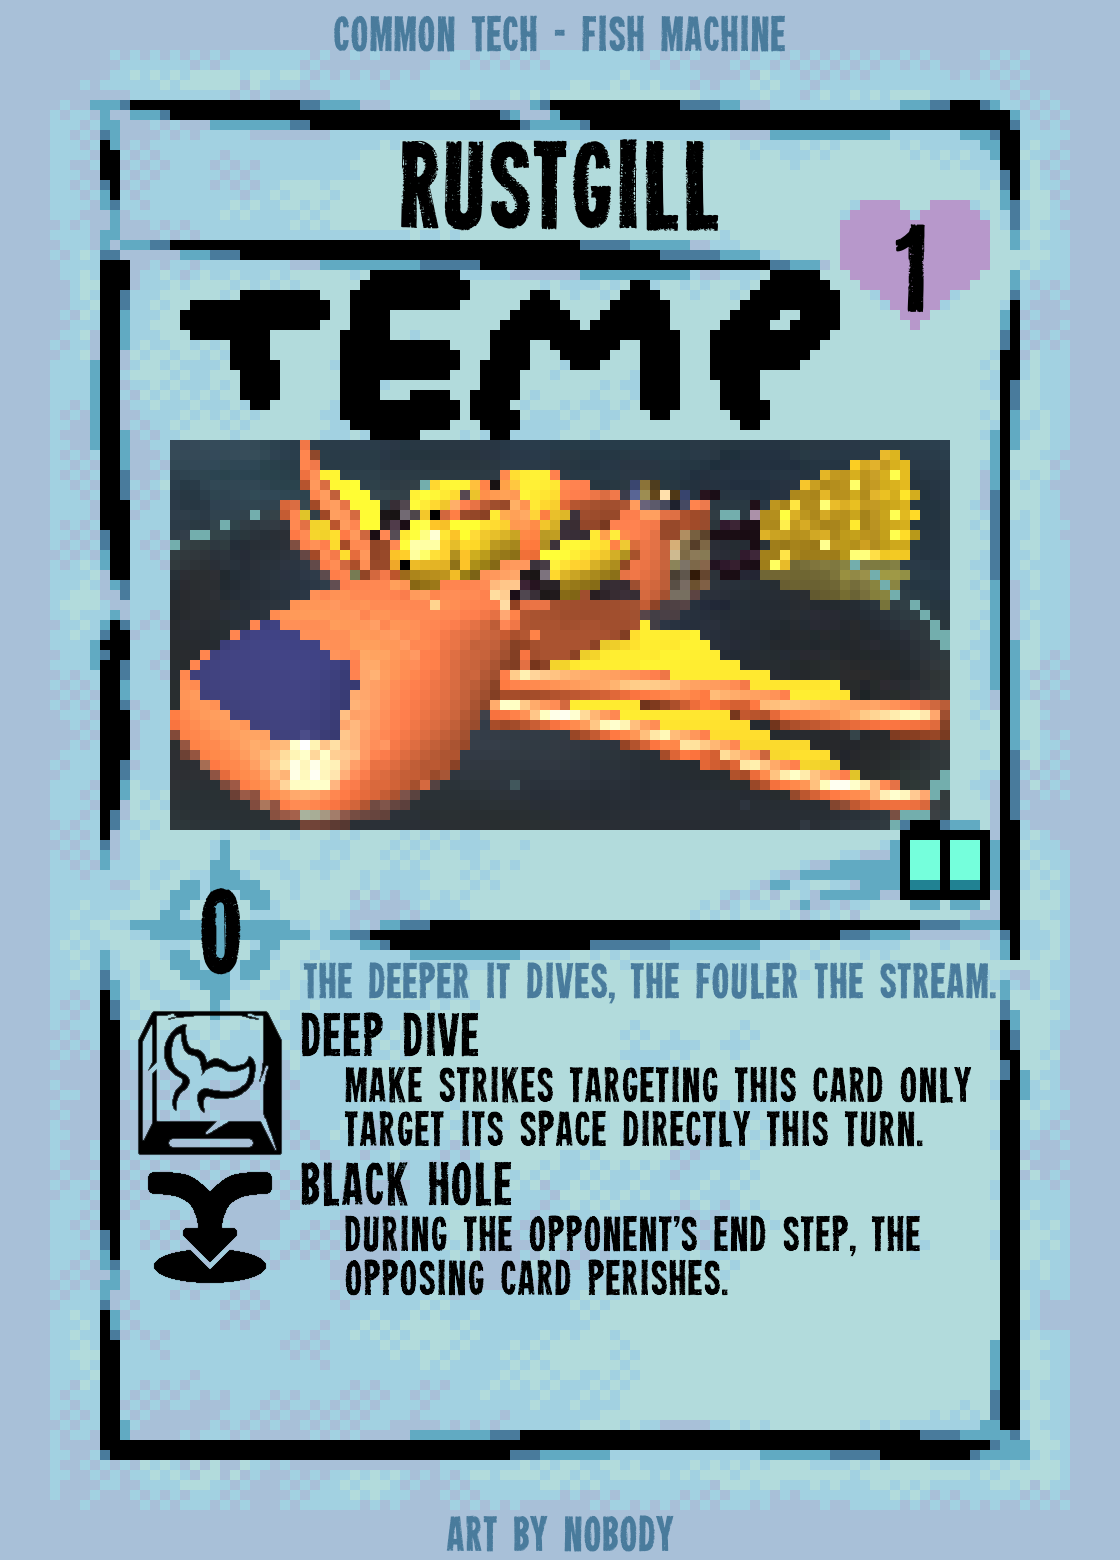 COMMON TECH - FISH MACHINE
RUSTGILL
1
TEMP
0
THE DEEPER IT DIVES, THE FOULER THE STREAM.
DEEP DIVE
MAKE STRIKES TARGETING THIS CARD ONLY
TARGET ITS SPACE DIRECTLY THIS TURN.
BLACK HOLE
DURING THE OPPONENT'S END STEP, THE
OPPOSING CARD PERISHES.
ART BY NOBODY